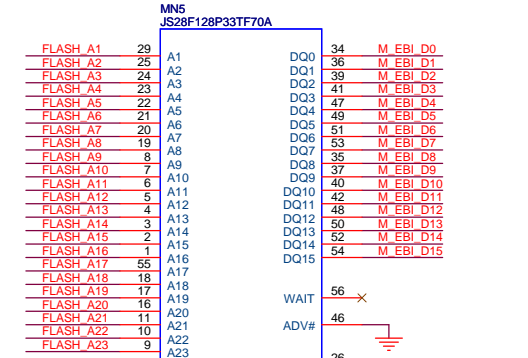 MN5
JS28F128P33TF70A
FLASH_A1 29 A1 DQ0 34 M_EBI_D0
FLASH_A2 25 A2 DQ1 36 M_EBI_D1
FLASH_A3 24 A3 DQ2 39 M_EBI_D2
FLASH_A4 23 A4 DQ3 41 M_EBI_D3
FLASH_A5 22 A5 DQ4 47 M_EBI_D4
FLASH_A6 21 A6 DQ5 49 M_EBI_D5
FLASH_A7 20 A7 DQ6 51 M_EBI_D6
FLASH_A8 19 A8 DQ7 53 M_EBI_D7
FLASH_A9 8 A9 DQ8 35 M_EBI_D8
FLASH_A10 7 A10 DQ9 37 M_EBI_D9
FLASH_A11 6 A11 DQ10 40 M_EBI_D10
FLASH_A12 5 A12 DQ11 42 M_EBI_D11
FLASH_A13 4 A13 DQ12 48 M_EBI_D12
FLASH_A14 3 A14 DQ13 50 M_EBI_D13
FLASH_A15 2 A15 DQ14 52 M_EBI_D14
FLASH_A16 1 A16 DQ15 54 M_EBI_D15
FLASH_A17 55 A17
FLASH_A18 18 A18
FLASH_A19 17 A19 WAIT 56
FLASH_A20 16 A20
FLASH_A21 11 A21 ADV# 46
FLASH_A22 10 A22
FLASH_A23 9 A23